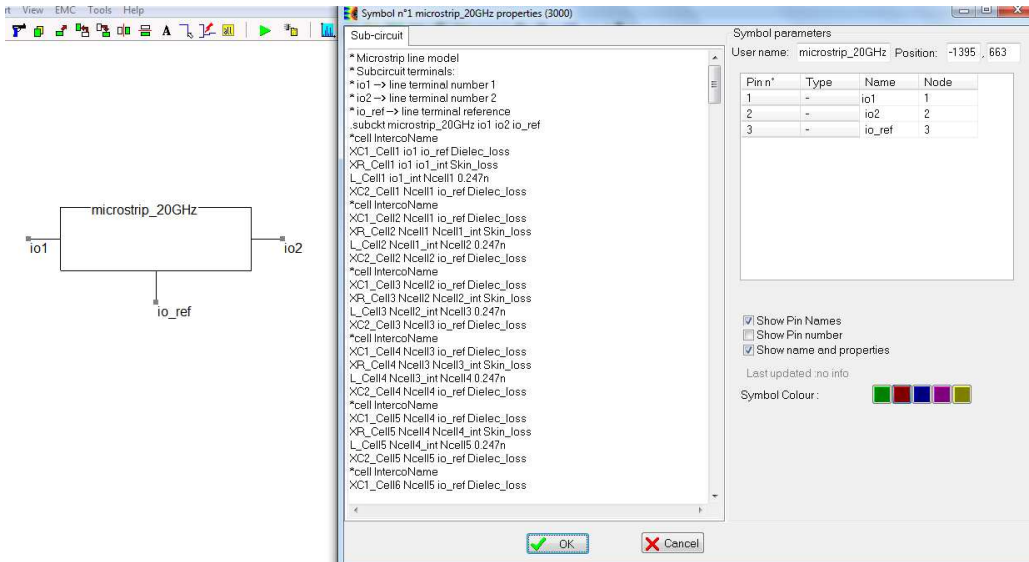 rt View EMC Tools Help
A
all
microstrip_20GHz
io1
io2
io_ref
Symbol n°1 microstrip_20GHz properties (3000)
Sub-circuit
* Microstrip line model
* Subcircuit terminals:
* io1 -> line terminal number 1
* io2 -> line terminal number 2
* io_ref -> line terminal reference
.subckt microstrip_20GHz io1 io2 io_ref
*cell IntercoName
XC1_Cell1 io1 io_ref Dielec_loss
XR_Cell1 io1 io1_int Skin_loss
L_Cell1 io1_int Ncell1 0.247n
XC2_Cell1 Ncell1 io_ref Dielec_loss
*cell IntercoName
XC1_Cell2 Ncell1 io_ref Dielec_loss
XR_Cell2 Ncell1 Ncell1_int Skin_loss
L_Cell2 Ncell1_int Ncell2 0.247n
XC2_Cell2 Ncell2 io_ref Dielec_loss
*cell IntercoName
XC1_Cell3 Ncell2 io_ref Dielec_loss
XR_Cell3 Ncell2 Ncell2_int Skin_loss
L_Cell3 Ncell2_int Ncell3 0.247n
XC2_Cell3 Ncell3 io_ref Dielec_loss
*cell IntercoName
XC1_Cell4 Ncell3 io_ref Dielec_loss
XR_Cell4 Ncell3 Ncell3_int Skin_loss
L_Cell4 Ncell3_int Ncell4 0.247n
XC2_Cell4 Ncell4 io_ref Dielec_loss
*cell IntercoName
XC1_Cell5 Ncell4 io_ref Dielec_loss
XR_Cell5 Ncell4 Ncell4_int Skin_loss
L_Cell5 Ncell4_int Ncell5 0.247n
XC2_Cell5 Ncell5 io_ref Dielec_loss
*cell IntercoName
XC1_Cell6 Ncell5 io_ref Dielec_loss
Symbol parameters
User name: microstrip_20GHz Position: -1395 , 663
Pin n° Type Name Node
1 - io1 1
2 - io2 2
3 - io_ref 3
Show Pin Names
Show Pin number
Show name and properties
Last updated :no info
Symbol Colour :
OK
Cancel